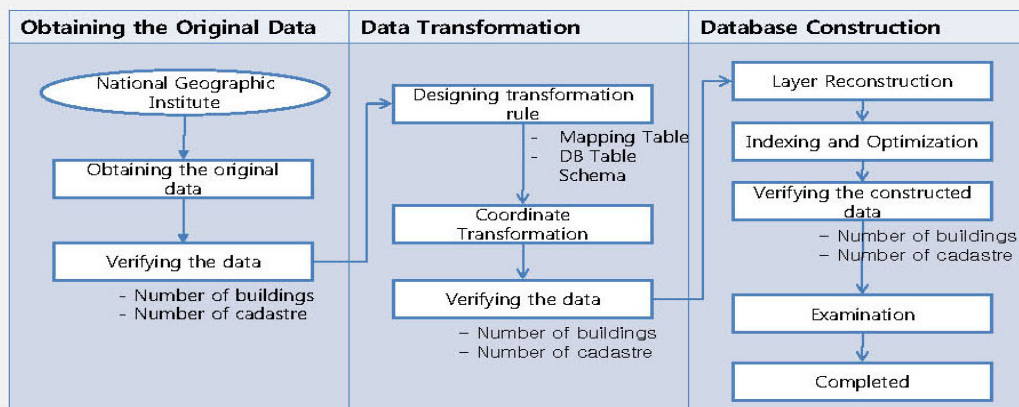 Obtaining the Original Data
National Geographic
Institute
Obtaining the original
data
Verifying the data
- Number of buildings
- Number of cadastre
Data Transformation
Designing transformation
rule
- Mapping Table
- DB Table
Schema
Coordinate
Transformation
Verifying the data
- Number of buildings
- Number of cadastre
Database Construction
Layer Reconstruction
Indexing and Optimization
Verifying the constructed
data
- Number of buildings
- Number of cadastre
Examination
Completed